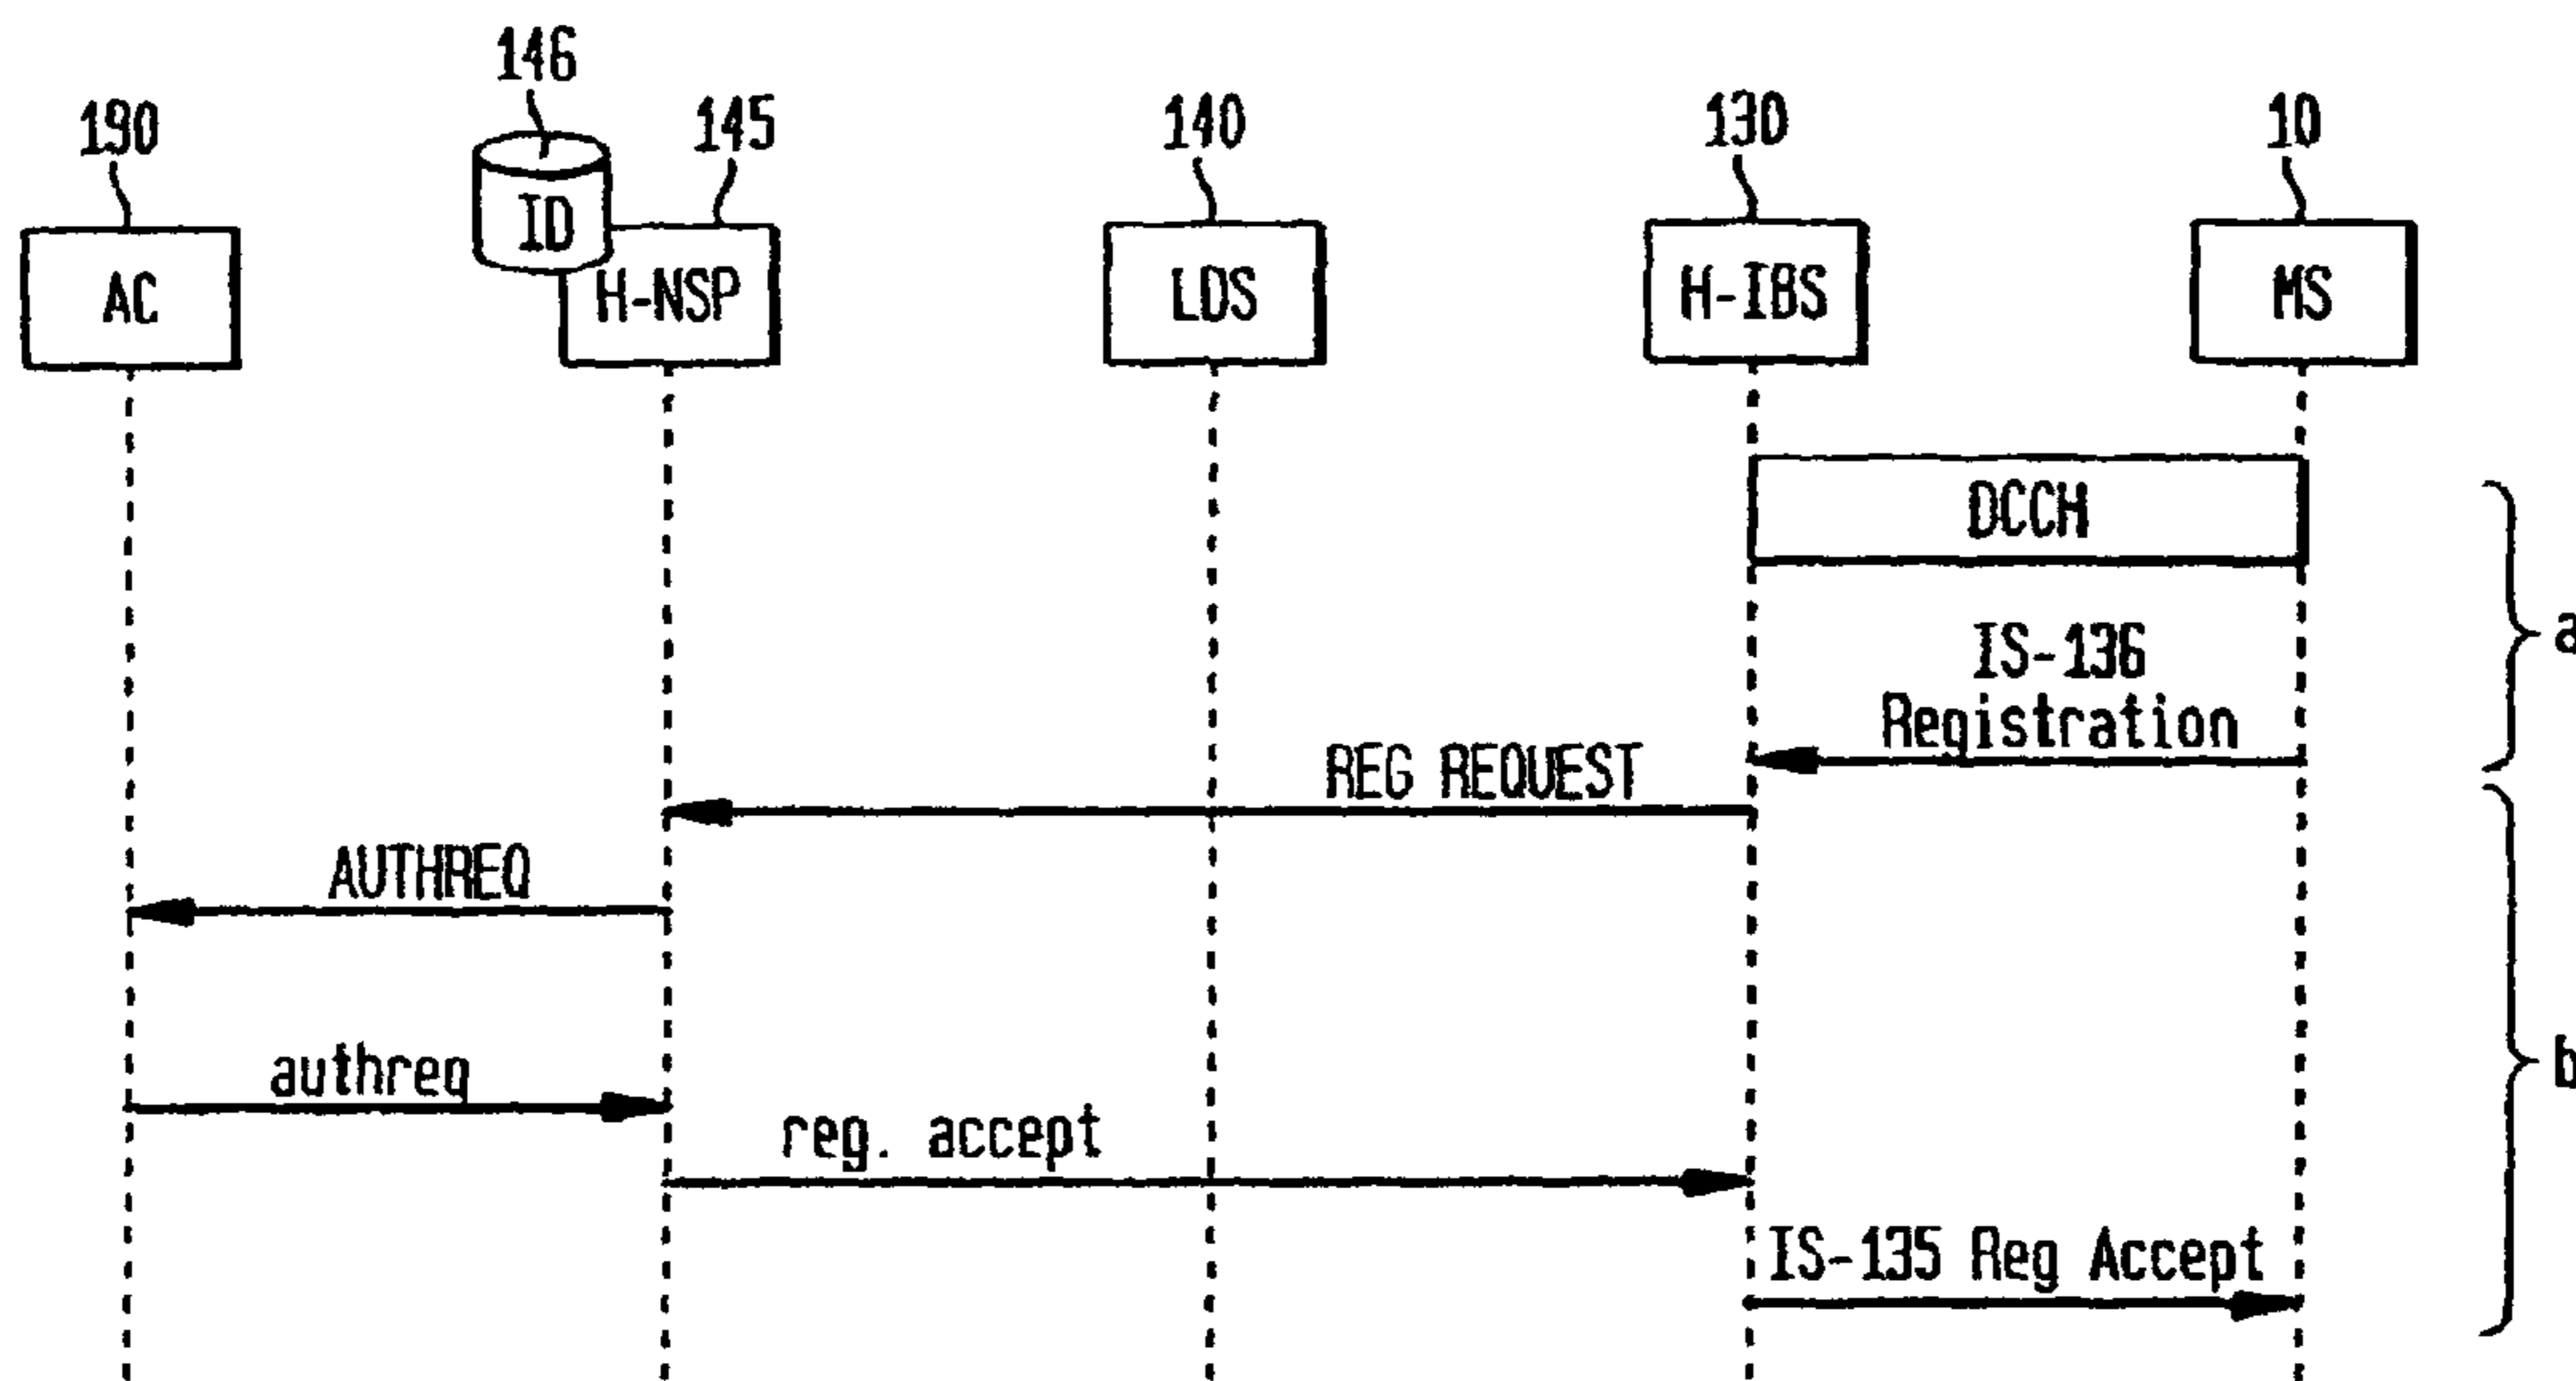 146
190
145
140
130
10
ID
AC
H-NSP
LDS
H-IBS
MS
DCCH
a
IS-136
Registration
REG REQUEST
AUTHREQ
b
authreq
reg. accept
IS-135 Reg Accept